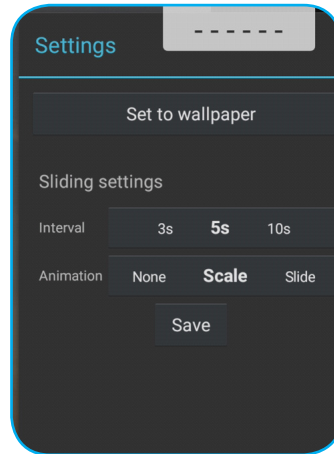 Settings
- - - - - -
Set to wallpaper
Sliding settings
Interval 3s 5s 10s
Animation None Scale Slide
Save